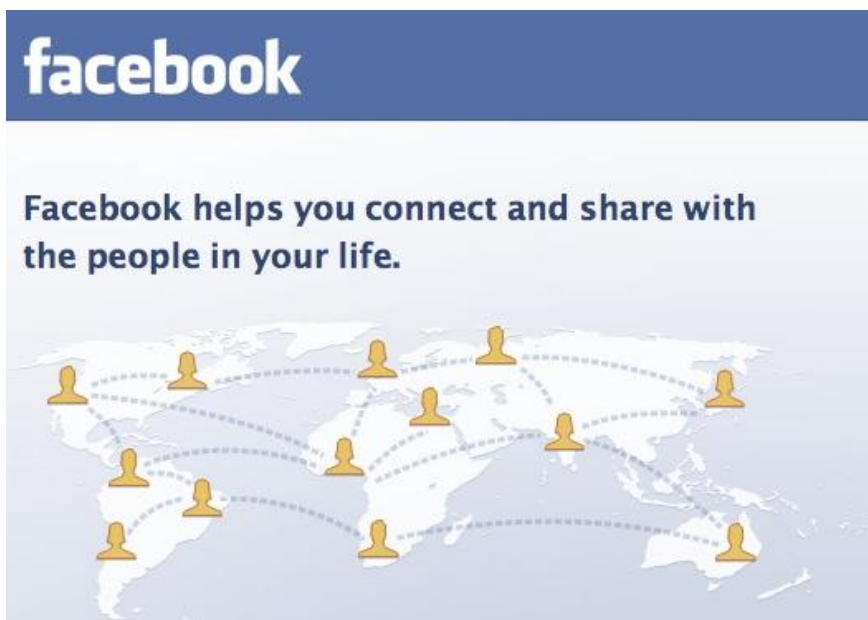 facebook
Facebook helps you connect and share with
the people in your life.